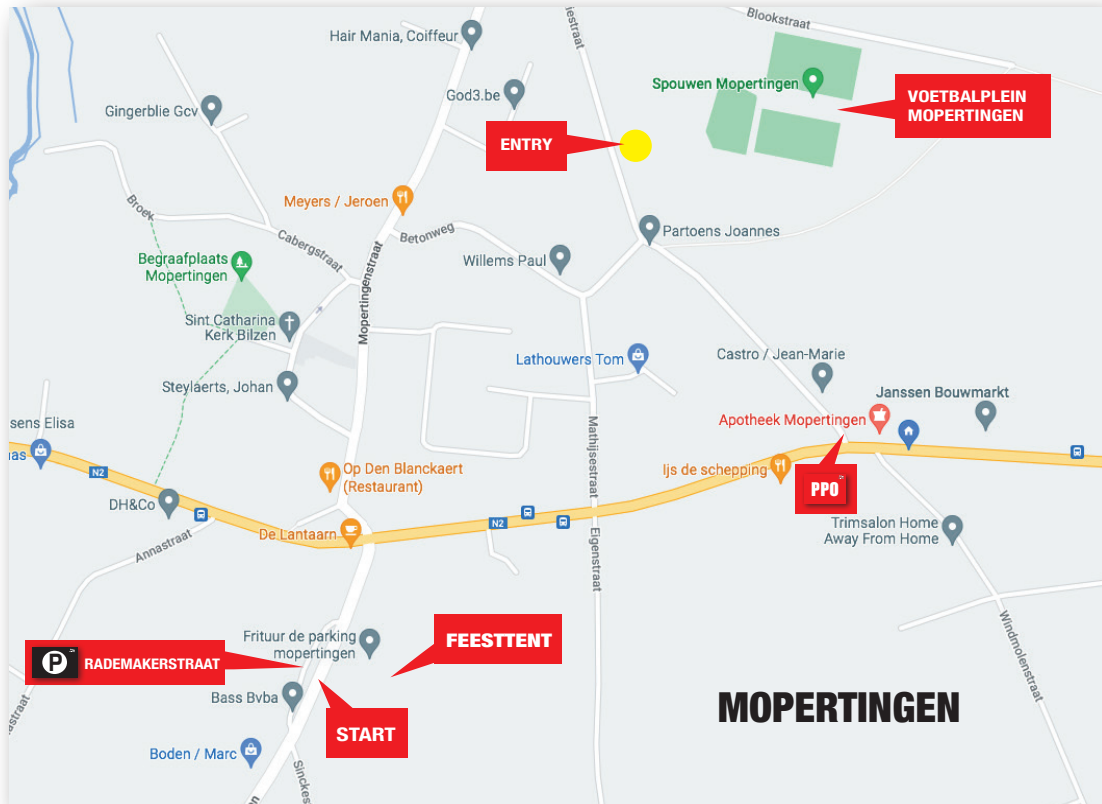 Blookstraat
Hair Mania, Coiffeur
Spouwen Mopertingen
God3.be
VOETBALPLEIN
MOPERTINGEN
Gingerblie Gcv
ENTRY
Meyers / Jeroen
Broek
Betonweg
Partoens Joannes
Cabergstraat
Begraafplaats
Mopertingen
Willems Paul
Mopertingenstraat
Sint Catharina
Kerk Bilzen
Lathouwers Tom
Castro / Jean-Marie
Steylaerts, Johan
Janssen Bouwmarkt
Apotheek Mopertingen
sens Elisa
Mathijsestraat
N2
Op Den Blanckaert
(Restaurant)
Ijs de schepping
PPO
DH&Co
N2
De Lantaarn
Trimsalon Home
Away From Home
Annastraat
Eigenstraat
FEESTTENT
Frituur de parking
mopertingen
P RADEMAKERSTRAAT
Windmolenstraat
Bass Bvba
MOPERTINGEN
START
Boden / Marc